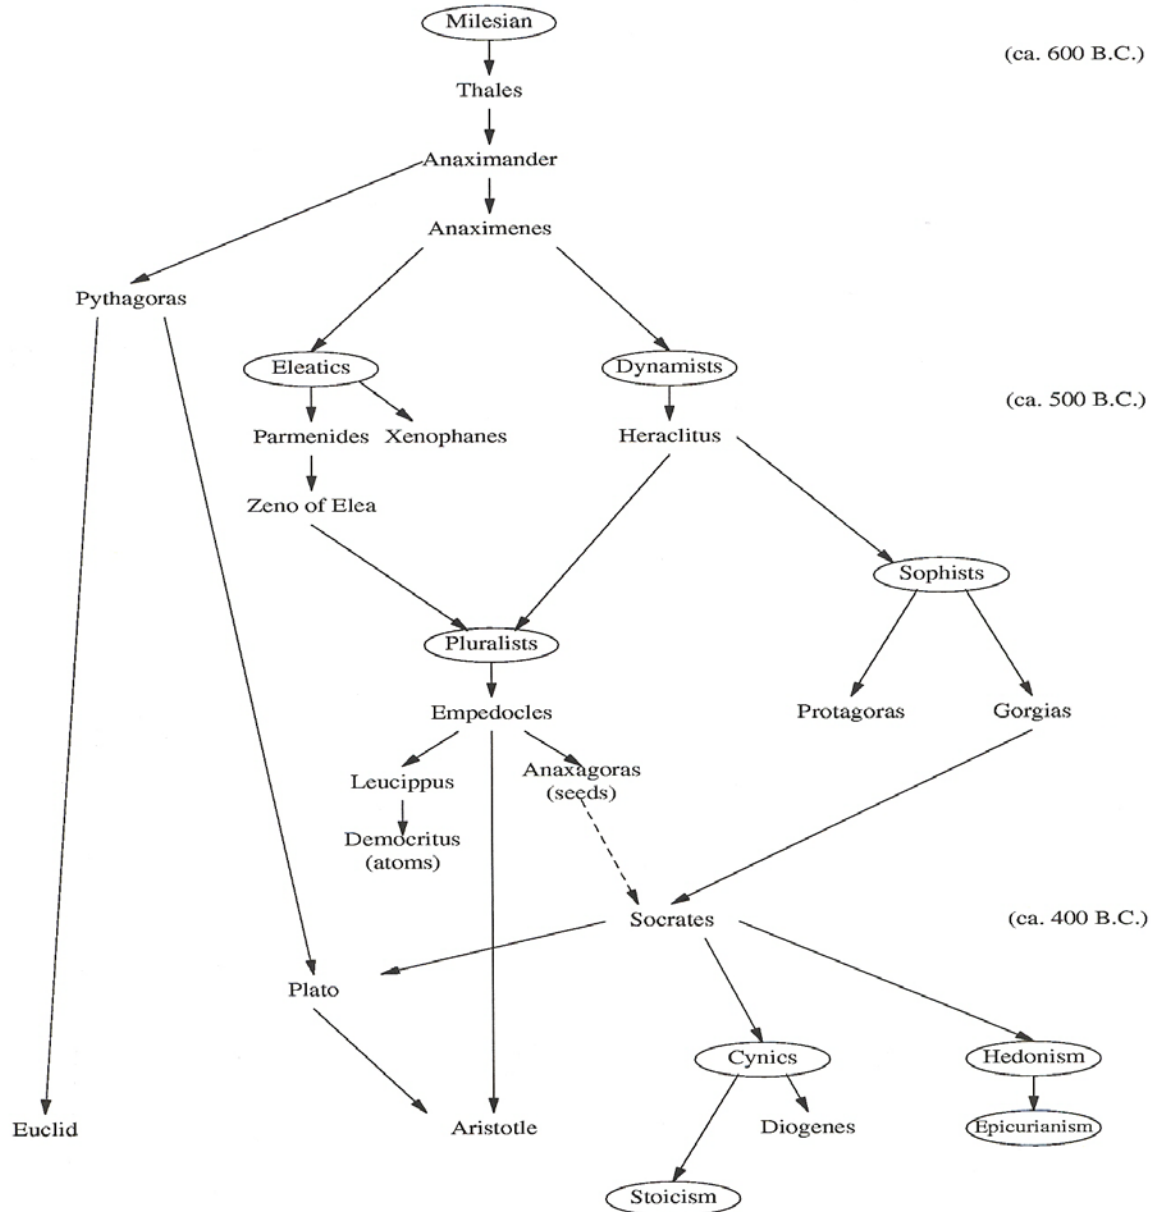 Milesian
(ca. 600 B.C.)
Thales
Anaximander
Anaximenes
Pythagoras
Eleatics
Dynamists
(ca. 500 B.C.)
Parmenides
Xenophanes
Heraclitus
Zeno of Elea
Sophists
Pluralists
Empedocles
Protagoras
Gorgias
Leucippus
Anaxagoras
(seeds)
Democritus
(atoms)
Socrates
(ca. 400 B.C.)
Plato
Cynics
Hedonism
Euclid
Aristotle
Diogenes
Epicurianism
Stoicism